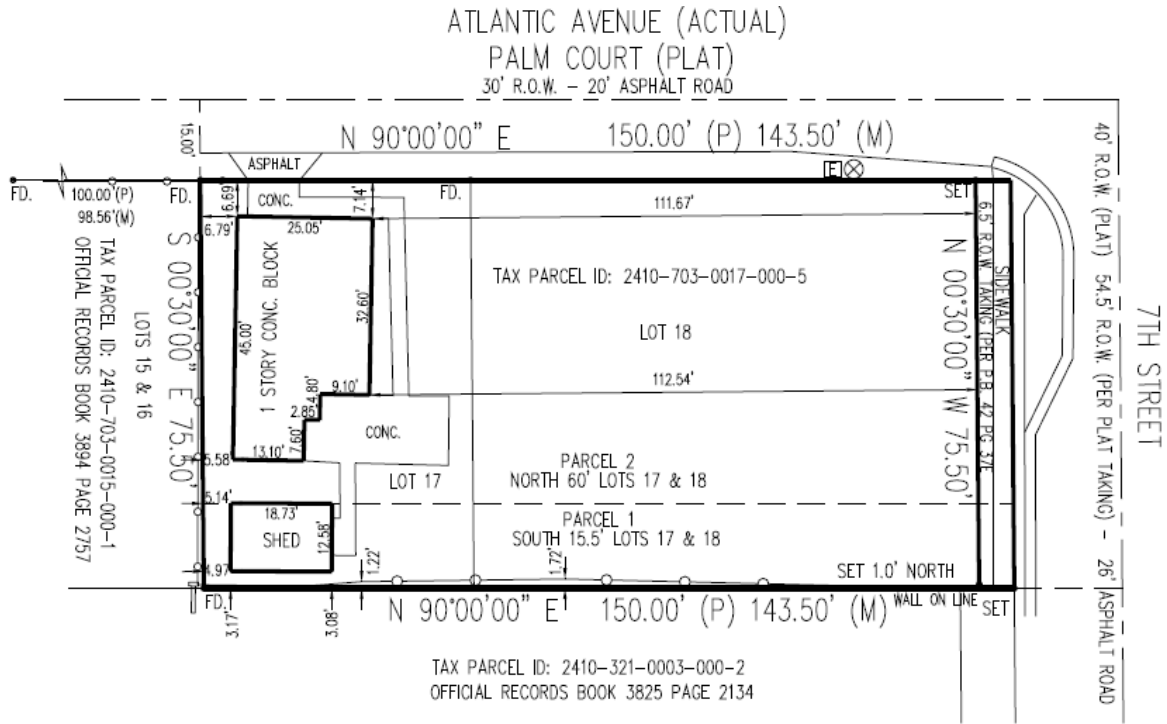 ATLANTIC AVENUE (ACTUAL)
PALM COURT (PLAT)
30' R.O.W. - 20' ASPHALT ROAD
15.00'
N 90°00'00" E 150.00' (P) 143.50' (M)
ASPHALT
E
FD.
100.00'(P)
98.56'(M)
FD.
6.69'
CONC.
7.14'
FD.
SET
6.79'
25.05'
111.67'
TAX PARCEL ID: 2410-703-0015-000-1
OFFICIAL RECORDS BOOK 3894 PAGE 2757
LOTS 15 & 16
S 00°30'00" E 75.50'
45.00'
1 STORY CONC. BLOCK
32.60'
TAX PARCEL ID: 2410-703-0017-000-5
LOT 18
112.54'
9.10'
4.80'
2.85'
7.60'
CONC.
5.58'
13.10'
LOT 17
PARCEL 2
NORTH 60' LOTS 17 & 18
5.14'
18.73'
SHED
12.58'
PARCEL 1
SOUTH 15.5' LOTS 17 & 18
4.97'
1.22'
1.72'
SET 1.0' NORTH
N 00°30'00" W 75.50'
6.5' R.O.W. TAKING (PER P.B. 42 PG 37E
SIDEWALK
40' R.O.W. (PLAT) 54.5' R.O.W. (PER PLAT TAKING) - 26' ASPHALT ROAD
7TH STREET
FD.
3.17'
3.08'
N 90°00'00" E 150.00' (P) 143.50' (M)
WALL ON LINE
SET
TAX PARCEL ID: 2410-321-0003-000-2
OFFICIAL RECORDS BOOK 3825 PAGE 2134